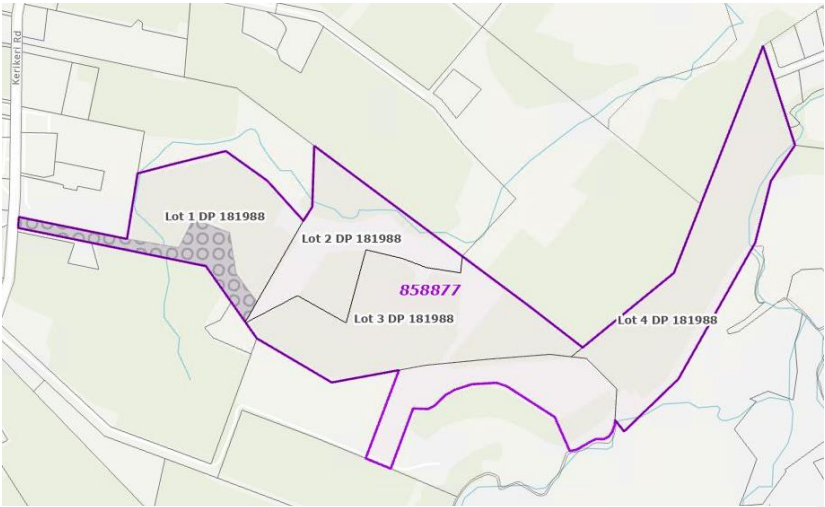 Kerikeri Rd
Lot 1 DP 181988
Lot 2 DP 181988
858877
Lot 3 DP 181988
Lot 4 DP 181988